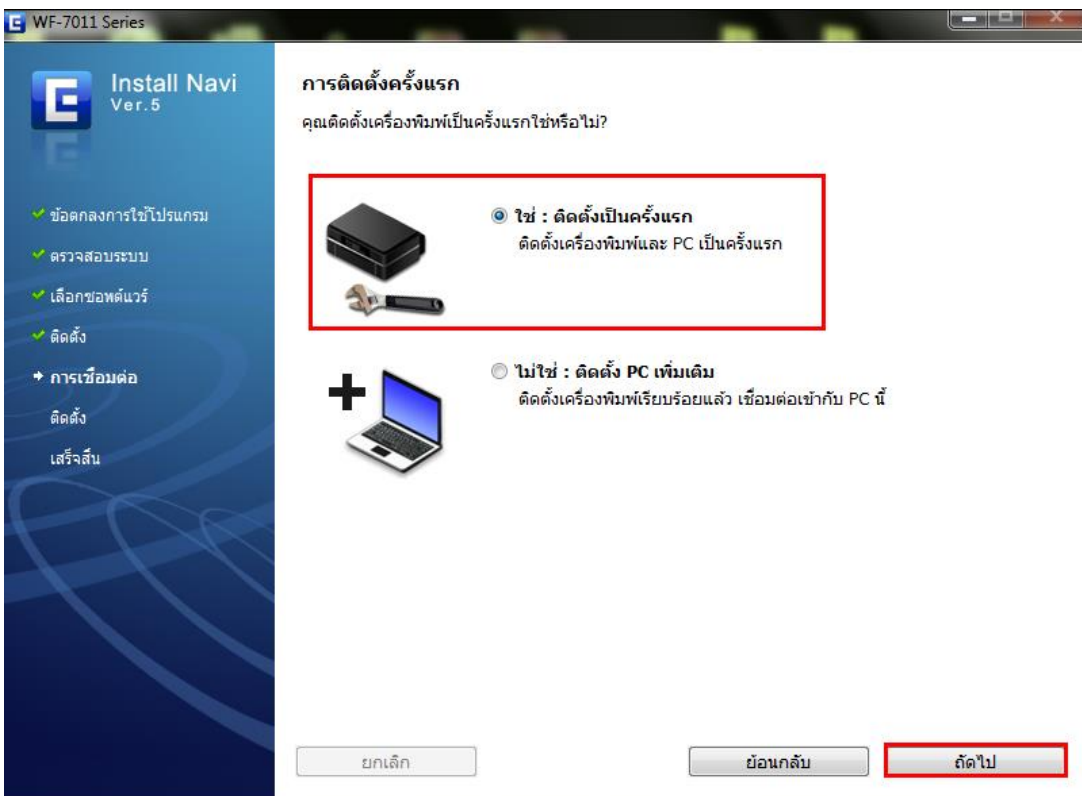 WF-7011 Series
Install Navi
Ver.5
ข้อตกลงการใช้โปรแกรม
ตรวจสอบระบบ
เลือกซอฟต์แวร์
ติดตั้ง
การเชื่อมต่อ
ติดตั้ง
เสร็จสิ้น
การติดตั้งครั้งแรก
คุณติดตั้งเครื่องพิมพ์เป็นครั้งแรกใช่หรือไม่?
ใช่ : ติดตั้งเป็นครั้งแรก
ติดตั้งเครื่องพิมพ์และ PC เป็นครั้งแรก
ไม่ใช่ : ติดตั้ง PC เพิ่มเติม
ติดตั้งเครื่องพิมพ์เรียบร้อยแล้ว เชื่อมต่อเข้ากับ PC นี้
ยกเลิก
ย้อนกลับ
ถัดไป